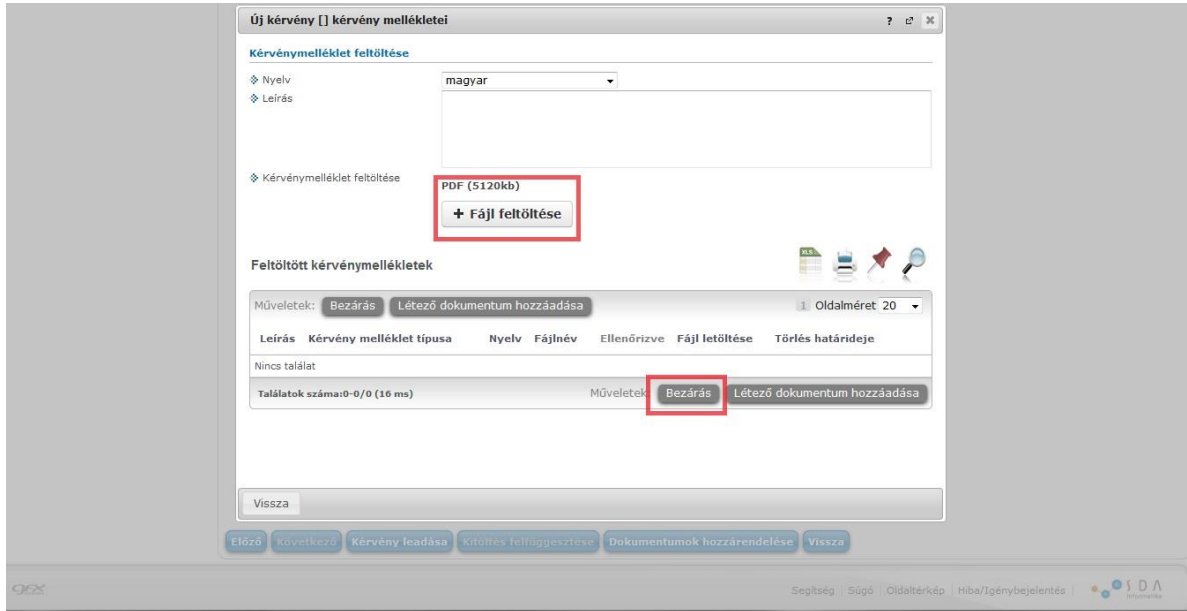 Új kérvény [] kérvény mellékletei
?
Kérvénymelléklet feltöltése
Nyelv magyar
Leírás
Kérvénymelléklet feltöltése
PDF (5120kb)
+ Fájl feltöltése
Feltöltött kérvénymellékletek
XLS
Műveletek: Bezárás Létező dokumentum hozzáadása 1 Oldalméret 20
Leírás Kérvény melléklet típusa Nyelv Fájlnév Ellenőrizve Fájl letöltése Törlés határideje
Nincs találat
Találatok száma:0-0/0 (16 ms) Műveletek: Bezárás Létező dokumentum hozzáadása
Vissza
Előző Következő Kérvény leadása Kitöltés felfüggesztése Dokumentumok hozzárendelése Vissza
Segítség Súgó Oldaltérkép Hiba/Igénybejelentés SDA
Informatika